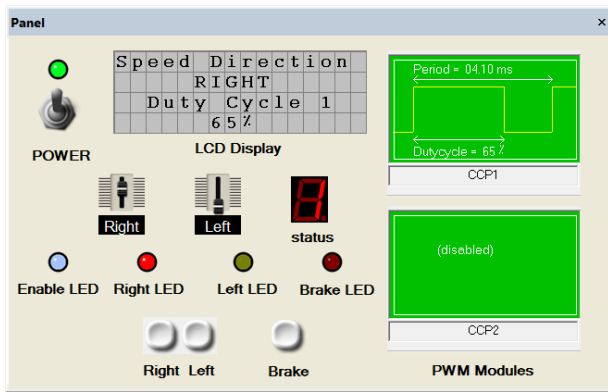 Panel
×
Speed Direction
RIGHT
Duty Cycle 1
65%
POWER
LCD Display
Period = 04.10 ms
Dutycycle = 65 %
CCP1
Right
Left
1
status
(disabled)
Enable LED
Right LED
Left LED
Brake LED
CCP2
Right
Left
Brake
PWM Modules